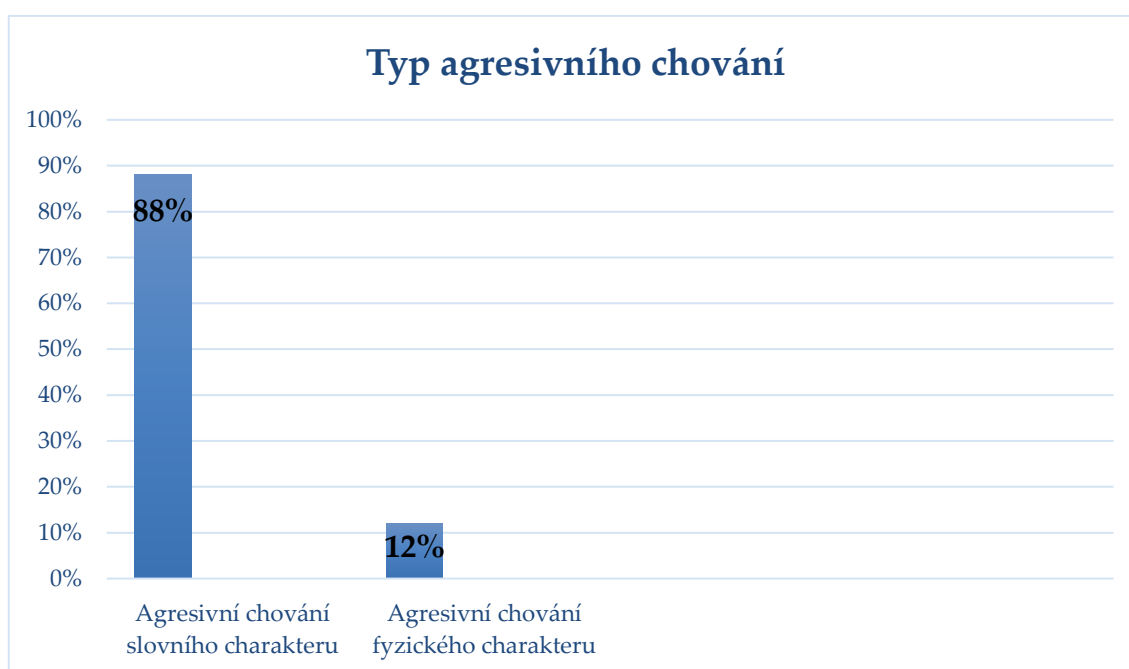 Typ agresivního chování
100%
90%
88%
80%
70%
60%
50%
40%
30%
20%
10%
12%
0%
Agresivní chování
slovního charakteru
Agresivní chování
fyzického charakteru